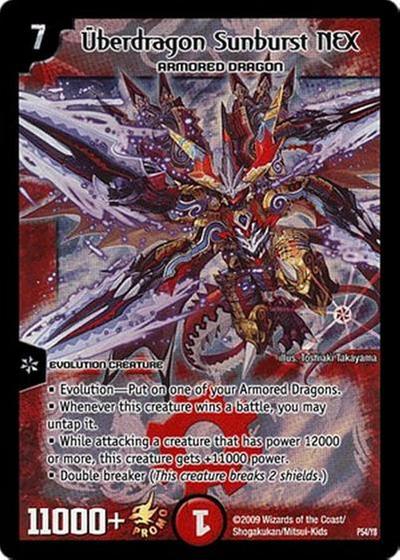 7
Überdragon Sunburst NEX
ARMORED DRAGON
Illus. Toshiaki Takayama
EVOLUTION CREATURE
▪ Evolution—Put on one of your Armored Dragons.
▪ Whenever this creature wins a battle, you may
untap it.
▪ While attacking a creature that has power 12000
or more, this creature gets +11000 power.
▪ Double breaker (This creature breaks 2 shields.)
11000+
PROMO
1
©2009 Wizards of the Coast/
Shogakukan/Mitsui-Kids
P54/Y8